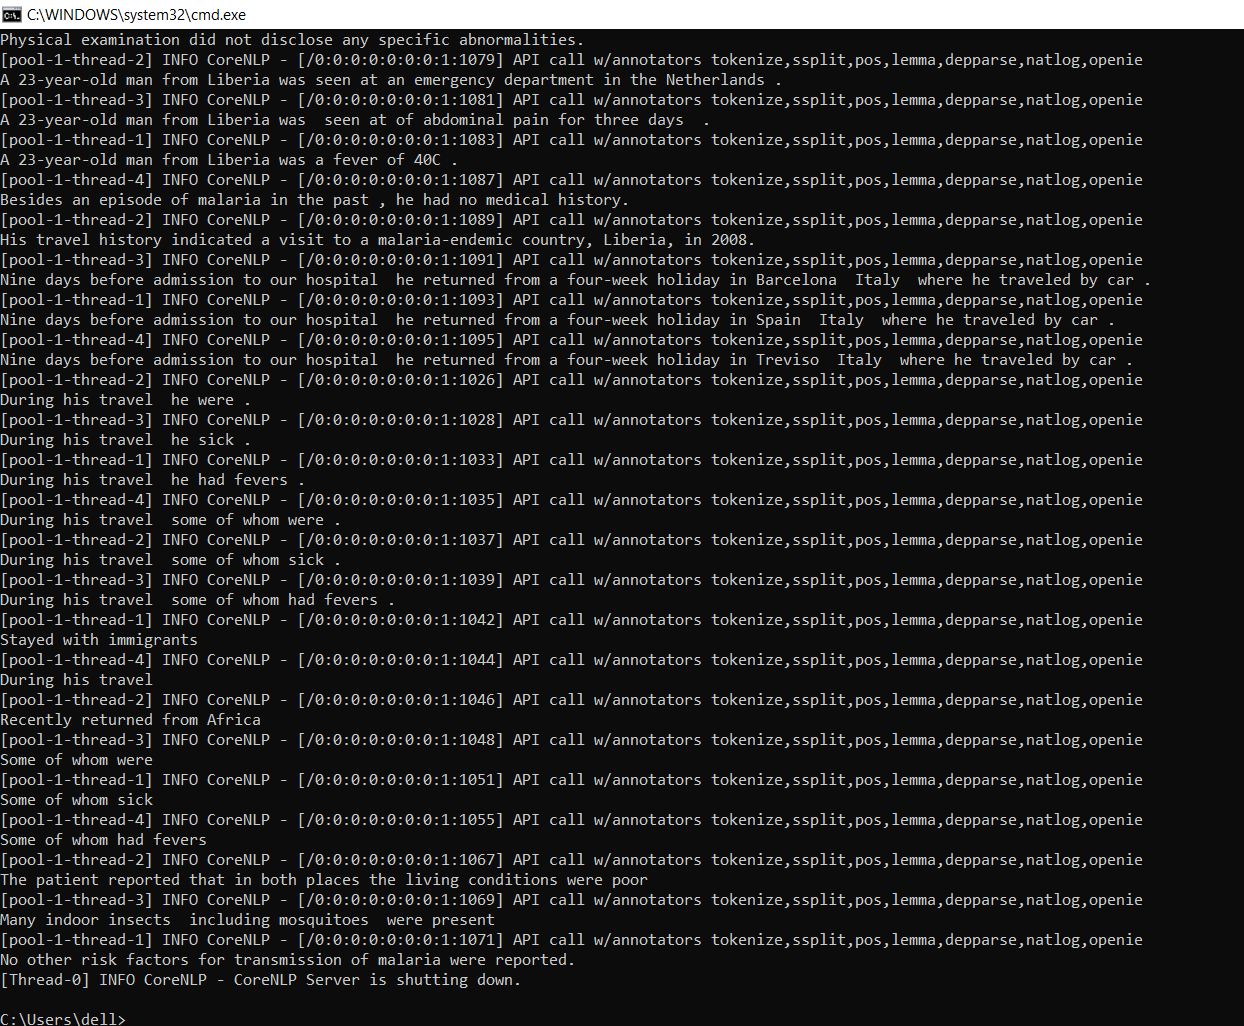 C:\WINDOWS\system32\cmd.exe
Physical examination did not disclose any specific abnormalities.
[pool-1-thread-2] INFO CoreNLP - [/0:0:0:0:0:0:0:1:1079] API call w/annotators tokenize,ssplit,pos,lemma,depparse,natlog,openie
A 23-year-old man from Liberia was seen at an emergency department in the Netherlands .
[pool-1-thread-3] INFO CoreNLP - [/0:0:0:0:0:0:0:1:1081] API call w/annotators tokenize,ssplit,pos,lemma,depparse,natlog,openie
A 23-year-old man from Liberia was  seen at of abdominal pain for three days  .
[pool-1-thread-1] INFO CoreNLP - [/0:0:0:0:0:0:0:1:1083] API call w/annotators tokenize,ssplit,pos,lemma,depparse,natlog,openie
A 23-year-old man from Liberia was a fever of 40C .
[pool-1-thread-4] INFO CoreNLP - [/0:0:0:0:0:0:0:1:1087] API call w/annotators tokenize,ssplit,pos,lemma,depparse,natlog,openie
Besides an episode of malaria in the past , he had no medical history.
[pool-1-thread-2] INFO CoreNLP - [/0:0:0:0:0:0:0:1:1089] API call w/annotators tokenize,ssplit,pos,lemma,depparse,natlog,openie
His travel history indicated a visit to a malaria-endemic country, Liberia, in 2008.
[pool-1-thread-3] INFO CoreNLP - [/0:0:0:0:0:0:0:1:1091] API call w/annotators tokenize,ssplit,pos,lemma,depparse,natlog,openie
Nine days before admission to our hospital  he returned from a four-week holiday in Barcelona  Italy  where he traveled by car .
[pool-1-thread-1] INFO CoreNLP - [/0:0:0:0:0:0:0:1:1093] API call w/annotators tokenize,ssplit,pos,lemma,depparse,natlog,openie
Nine days before admission to our hospital  he returned from a four-week holiday in Spain  Italy  where he traveled by car .
[pool-1-thread-4] INFO CoreNLP - [/0:0:0:0:0:0:0:1:1095] API call w/annotators tokenize,ssplit,pos,lemma,depparse,natlog,openie
Nine days before admission to our hospital  he returned from a four-week holiday in Treviso  Italy  where he traveled by car .
[pool-1-thread-2] INFO CoreNLP - [/0:0:0:0:0:0:0:1:1026] API call w/annotators tokenize,ssplit,pos,lemma,depparse,natlog,openie
During his travel  he were .
[pool-1-thread-3] INFO CoreNLP - [/0:0:0:0:0:0:0:1:1028] API call w/annotators tokenize,ssplit,pos,lemma,depparse,natlog,openie
During his travel  he sick .
[pool-1-thread-1] INFO CoreNLP - [/0:0:0:0:0:0:0:1:1033] API call w/annotators tokenize,ssplit,pos,lemma,depparse,natlog,openie
During his travel  he had fevers .
[pool-1-thread-4] INFO CoreNLP - [/0:0:0:0:0:0:0:1:1035] API call w/annotators tokenize,ssplit,pos,lemma,depparse,natlog,openie
During his travel  some of whom were .
[pool-1-thread-2] INFO CoreNLP - [/0:0:0:0:0:0:0:1:1037] API call w/annotators tokenize,ssplit,pos,lemma,depparse,natlog,openie
During his travel  some of whom sick .
[pool-1-thread-3] INFO CoreNLP - [/0:0:0:0:0:0:0:1:1039] API call w/annotators tokenize,ssplit,pos,lemma,depparse,natlog,openie
During his travel  some of whom had fevers .
[pool-1-thread-1] INFO CoreNLP - [/0:0:0:0:0:0:0:1:1042] API call w/annotators tokenize,ssplit,pos,lemma,depparse,natlog,openie
Stayed with immigrants
[pool-1-thread-4] INFO CoreNLP - [/0:0:0:0:0:0:0:1:1044] API call w/annotators tokenize,ssplit,pos,lemma,depparse,natlog,openie
During his travel
[pool-1-thread-2] INFO CoreNLP - [/0:0:0:0:0:0:0:1:1046] API call w/annotators tokenize,ssplit,pos,lemma,depparse,natlog,openie
Recently returned from Africa
[pool-1-thread-3] INFO CoreNLP - [/0:0:0:0:0:0:0:1:1048] API call w/annotators tokenize,ssplit,pos,lemma,depparse,natlog,openie
Some of whom were
[pool-1-thread-1] INFO CoreNLP - [/0:0:0:0:0:0:0:1:1051] API call w/annotators tokenize,ssplit,pos,lemma,depparse,natlog,openie
Some of whom sick
[pool-1-thread-4] INFO CoreNLP - [/0:0:0:0:0:0:0:1:1055] API call w/annotators tokenize,ssplit,pos,lemma,depparse,natlog,openie
Some of whom had fevers
[pool-1-thread-2] INFO CoreNLP - [/0:0:0:0:0:0:0:1:1067] API call w/annotators tokenize,ssplit,pos,lemma,depparse,natlog,openie
The patient reported that in both places the living conditions were poor
[pool-1-thread-3] INFO CoreNLP - [/0:0:0:0:0:0:0:1:1069] API call w/annotators tokenize,ssplit,pos,lemma,depparse,natlog,openie
Many indoor insects  including mosquitoes  were present
[pool-1-thread-1] INFO CoreNLP - [/0:0:0:0:0:0:0:1:1071] API call w/annotators tokenize,ssplit,pos,lemma,depparse,natlog,openie
No other risk factors for transmission of malaria were reported.
[Thread-0] INFO CoreNLP - CoreNLP Server is shutting down.
C:\Users\dell>